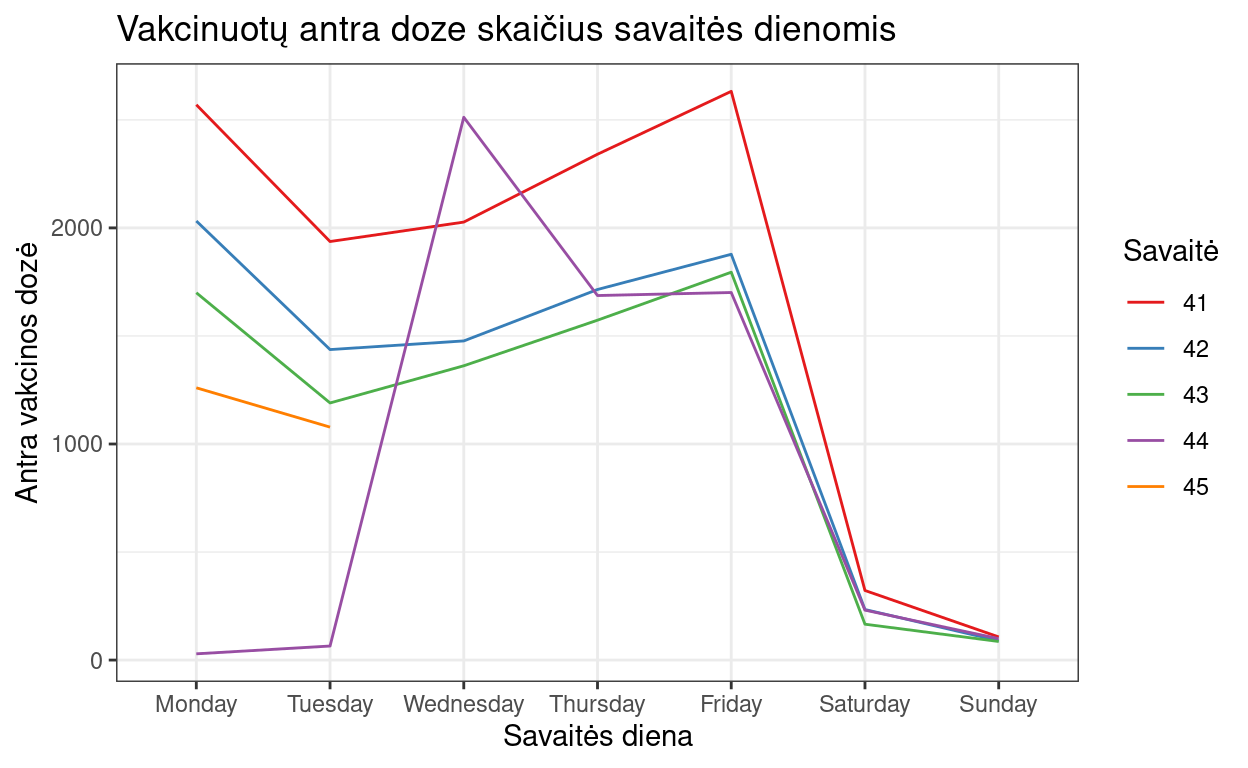 Vakcinuotų antra doze skaičius savaitės dienomis
Antra vakcinos dozė
2000
1000
0
Monday Tuesday Wednesday Thursday Friday Saturday Sunday
Savaitės diena
Savaitė
41
42
43
44
45